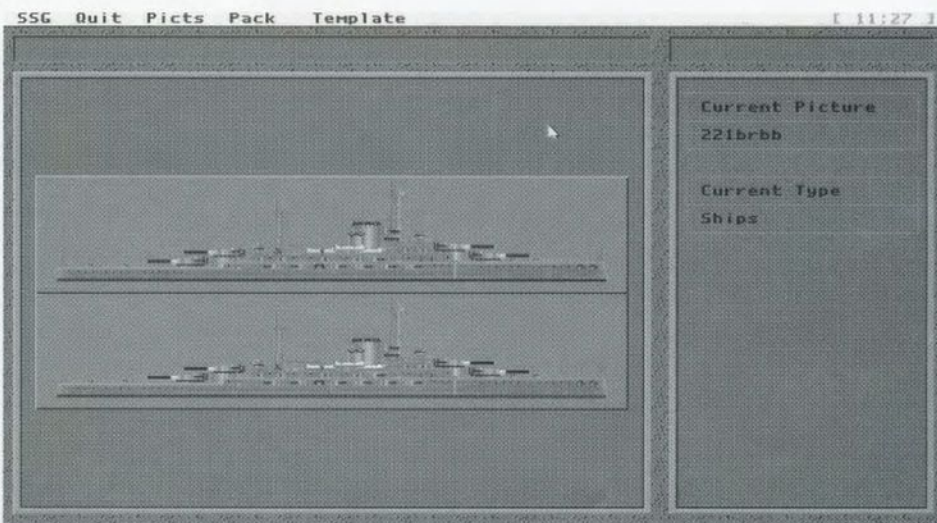 SSG Quit Picts Pack Template [ 11:27 ]
Current Picture
221brbb
Current Type
Ships